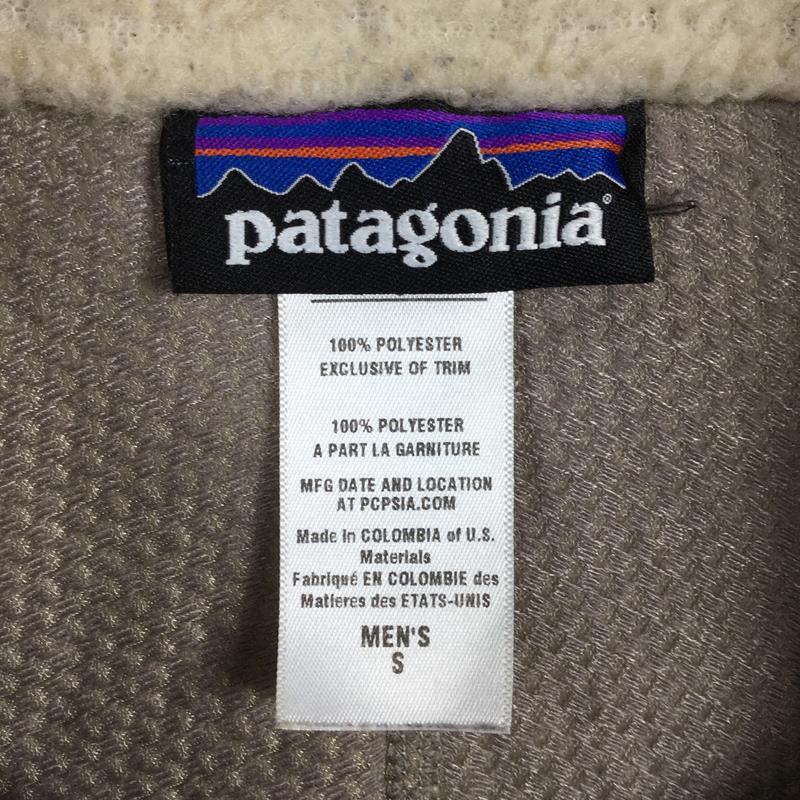 patagonia®
100% POLYESTER
EXCLUSIVE OF TRIM
100% POLYESTER
A PART LA GARNITURE
MFG DATE AND LOCATION
AT PCPSIA.COM
Made in COLOMBIA of U.S.
Materials
Fabriqué EN COLOMBIE des
Matieres des ETATS-UNIS
MEN'S
S